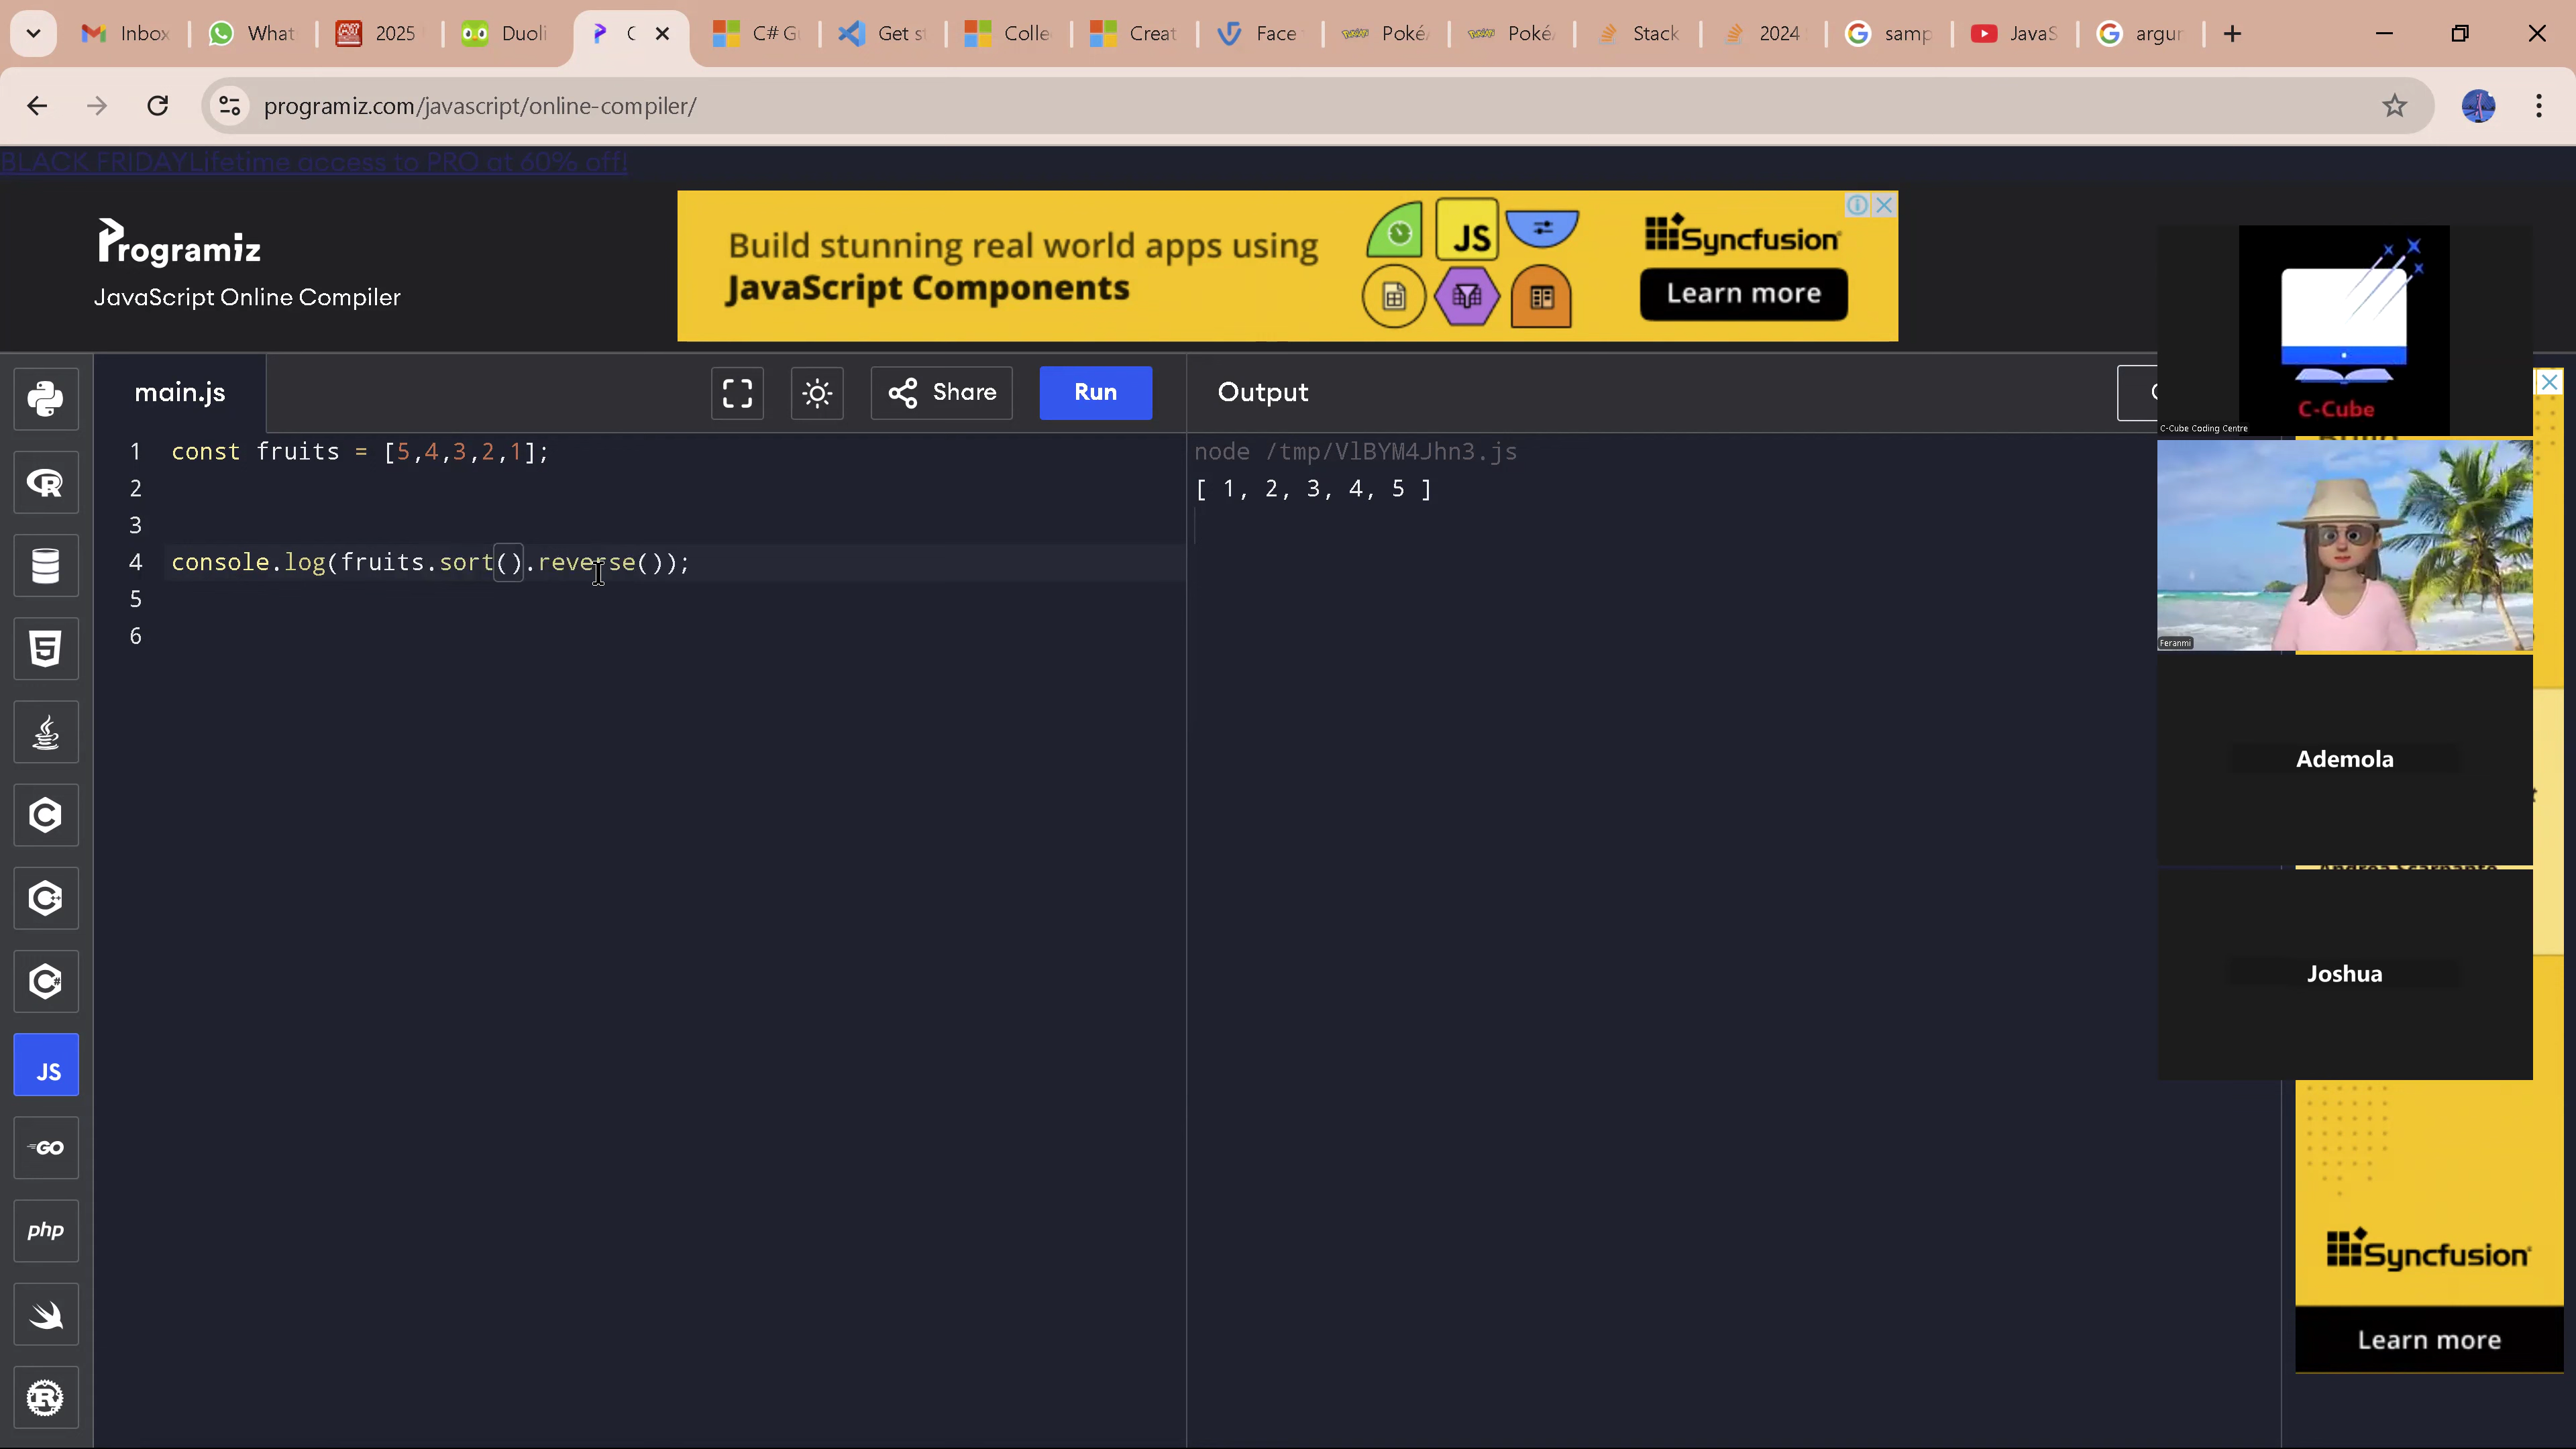 Inbox
What
2025
Duoli
C
C# G
Get s
Colle
Creat
Face
Poké
Poké
Stack
2024
samp
JavaS
argur
programiz.com/javascript/online-compiler/
BLACK FRIDAYLifetime access to PRO at 60% off!
Programiz
JavaScript Online Compiler
Build stunning real world apps using
JavaScript Components
JS
Syncfusion
Learn more
C-Cube
C-Cube Coding Centre
main.js
Share
Run
Output
1 const fruits = [5,4,3,2,1];
2
3
4 console.log(fruits.sort().reverse());
5
6
node /tmp/VlBYM4Jhn3.js
[ 1, 2, 3, 4, 5 ]
Feranmi
Ademola
Joshua
JS
GO
php
Syncfusion
Learn more